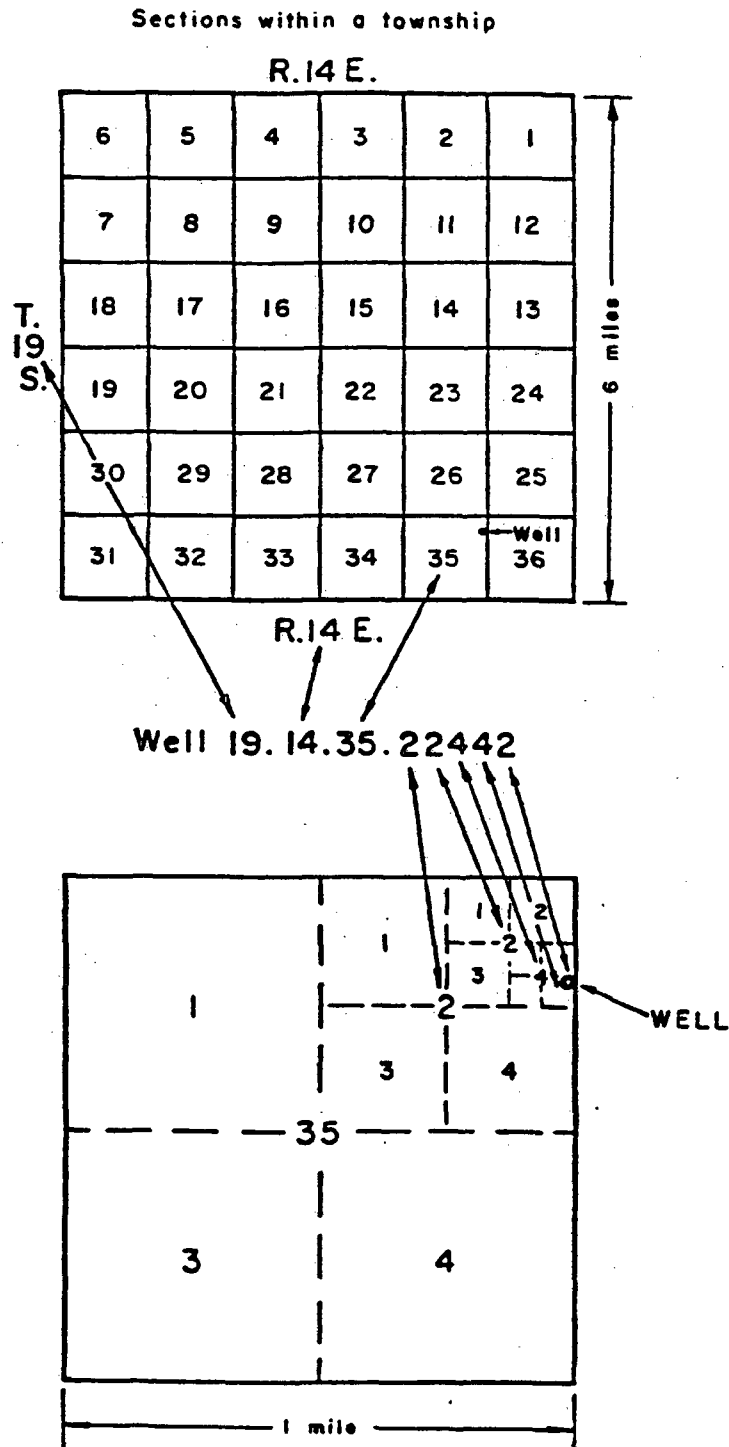 Sections within a township
R.14 E.
6 5 4 3 2 1
7 8 9 10 11 12
T.
19
S.
18 17 16 15 14 13
6 miles
19 20 21 22 23 24
30 29 28 27 26 25
Well
31 32 33 34 35 36
R.14 E.
Well 19. 14. 35. 22442
1 2
1 2
3 4
1 2
WELL
3 4
35
3 4
1 mile